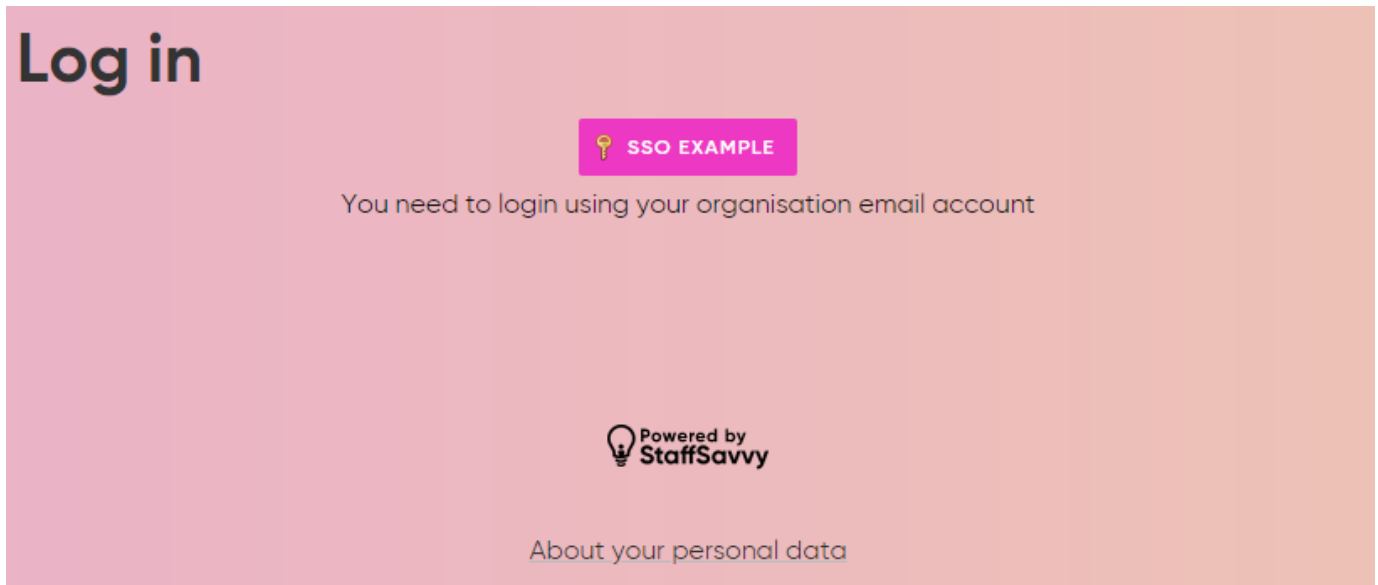 Log in
SSO EXAMPLE
You need to login using your organisation email account
Powered by
StaffSavvy
About your personal data